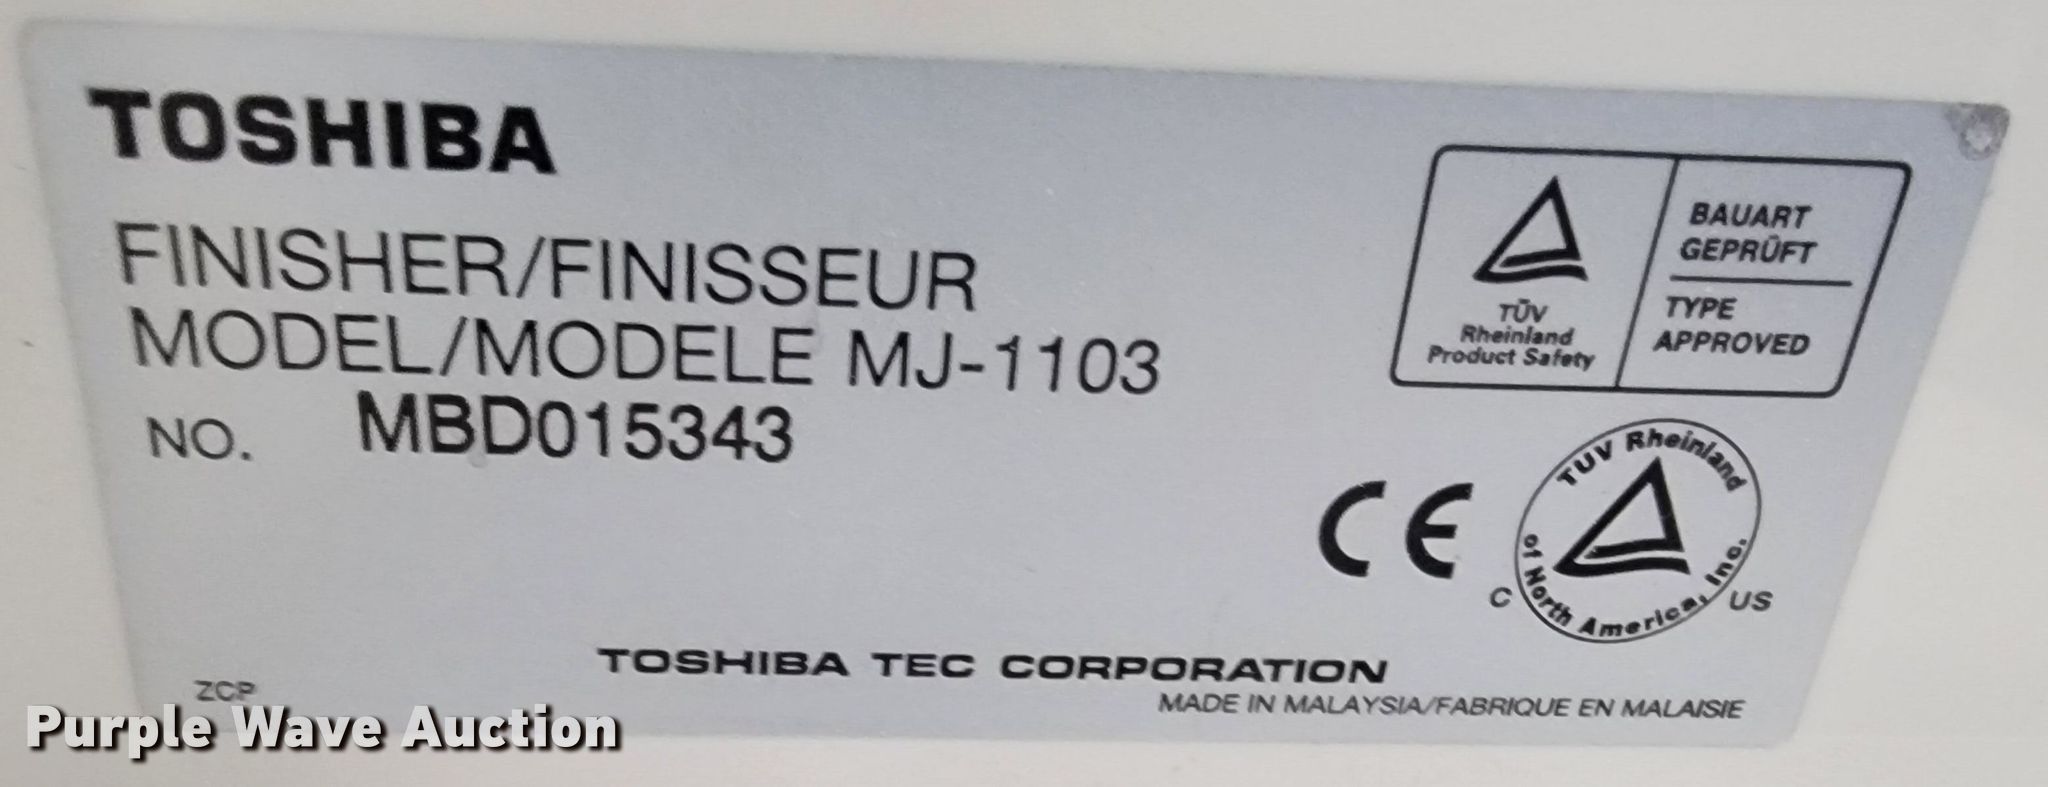 TOSHIBA
FINISHER/FINISSEUR
MODEL/MODELE MJ-1103
NO. MBD015343
BAUART
GEPRÜFT
TYPE
APPROVED
TÜV
Rheinland
Product Safety
CE
TUV Rheinland
of North America, Inc.
C US
TOSHIBA TEC CORPORATION
MADE IN MALAYSIA/FABRIQUE EN MALAISIE
ZCP
Purple Wave Auction